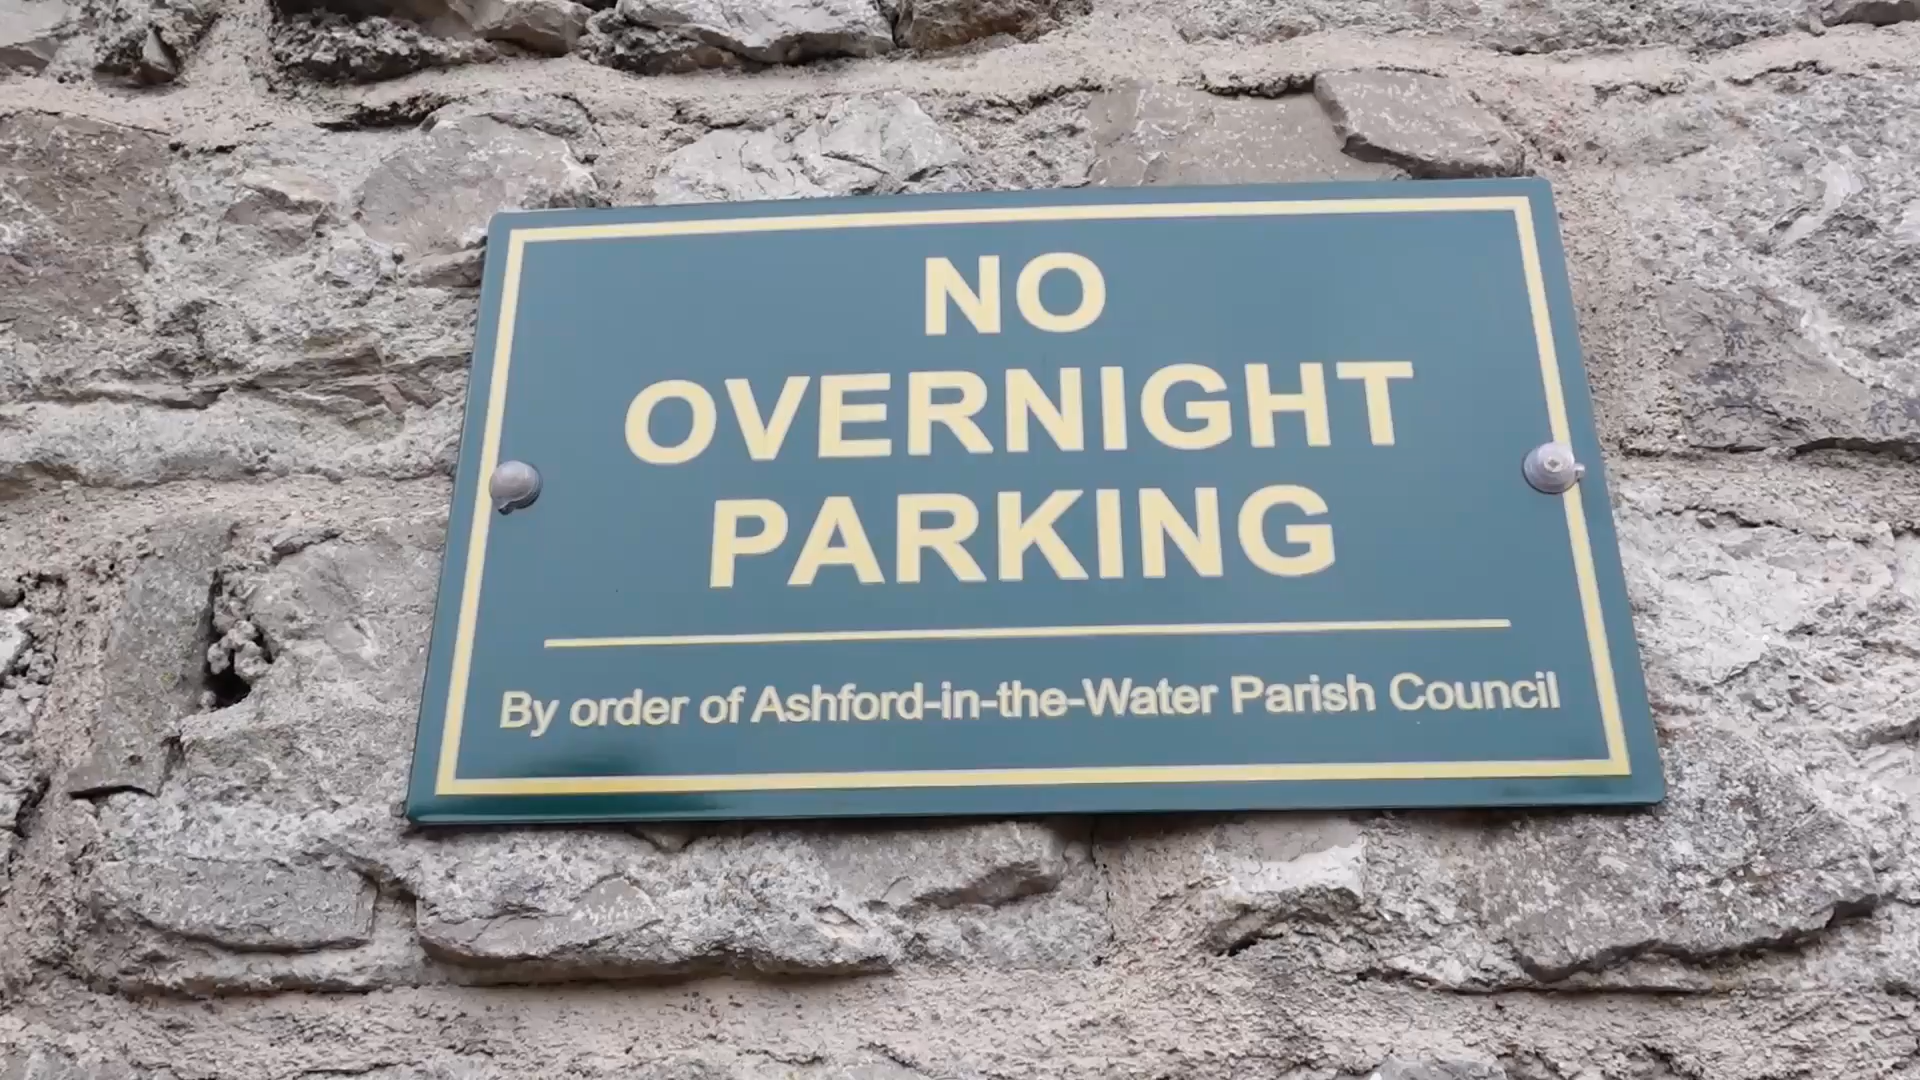 NO
OVERNIGHT
PARKING
By order of Ashford-in-the-Water Parish Council